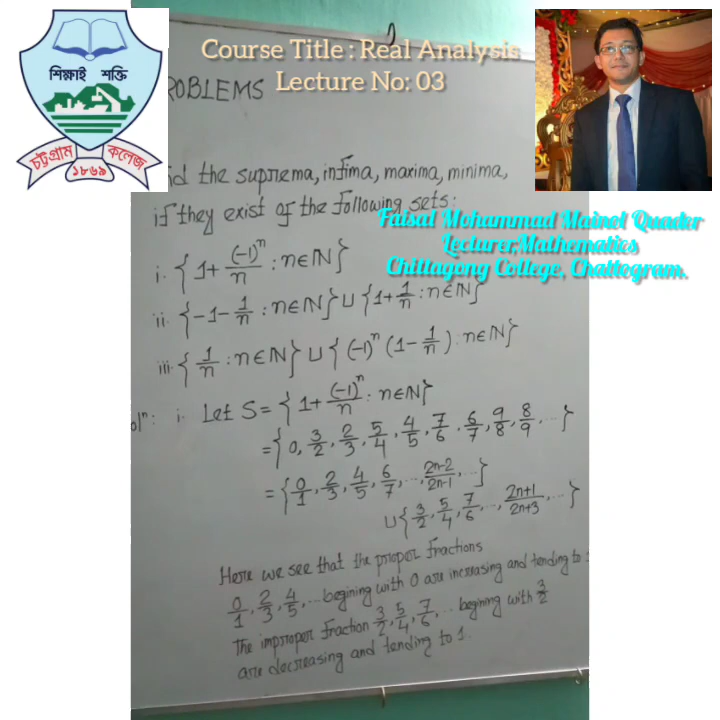 শিক্ষাই শক্তি
চট্টগ্রাম কলেজ
১৮৬৯
Course Title : Real Analysis
Lecture No: 03
Faisal Mohammad Mainot Quader
Lecturer,Mathematics
Chittagong College, Chattegram.
ROBLEMS
the suprema, infima, maxima, minima,
if they exist of the following sets:
i. {1+ (-1)^n/n : n∈ℕ}
ii. {-1-1/n : n∈ℕ} ∪ {1+1/n : n∈ℕ}
iii. {1/n : n∈ℕ} ∪ {(-1)^n (1-1/n) : n∈ℕ}
olⁿ: i. Let S = {1+ (-1)^n/n : n∈ℕ}
= {0, 3/2, 2/3, 5/4, 4/5, 7/6, 6/7, 9/8, 8/9, ...}
= {0/1, 2/3, 4/5, 6/7, ..., 2n-2/2n-1, ...}
∪ {3/2, 5/4, 7/6, ..., 2n+1/2n+3, ...}
Here we see that the proper fractions
0/1, 2/3, 4/5, ... begining with 0 are increasing and tending to
The improper fraction 3/2, 5/4, 7/6, ... begining with 3/2
are decreasing and tending to 1.